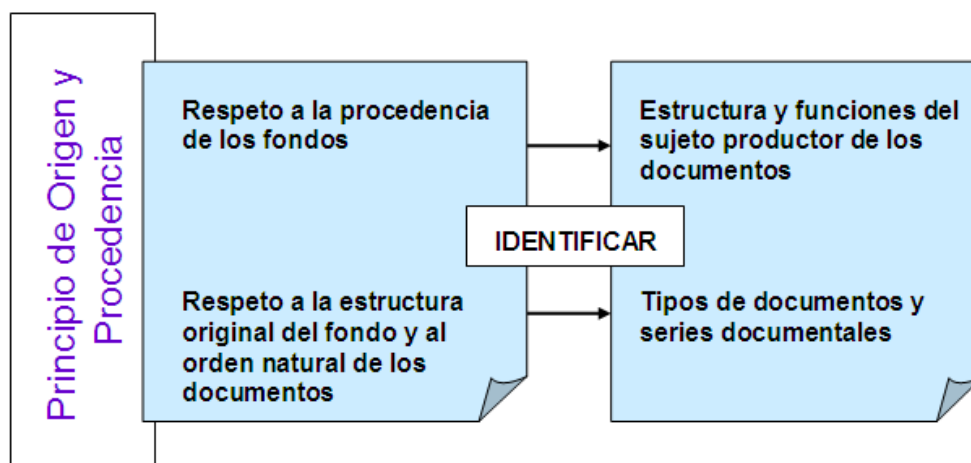 Principio de Origen y
Procedencia
Respeto a la procedencia
de los fondos
Estructura y funciones del
sujeto productor de los
documentos
IDENTIFICAR
Respeto a la estructura
original del fondo y al
orden natural de los
documentos
Tipos de documentos y
series documentales